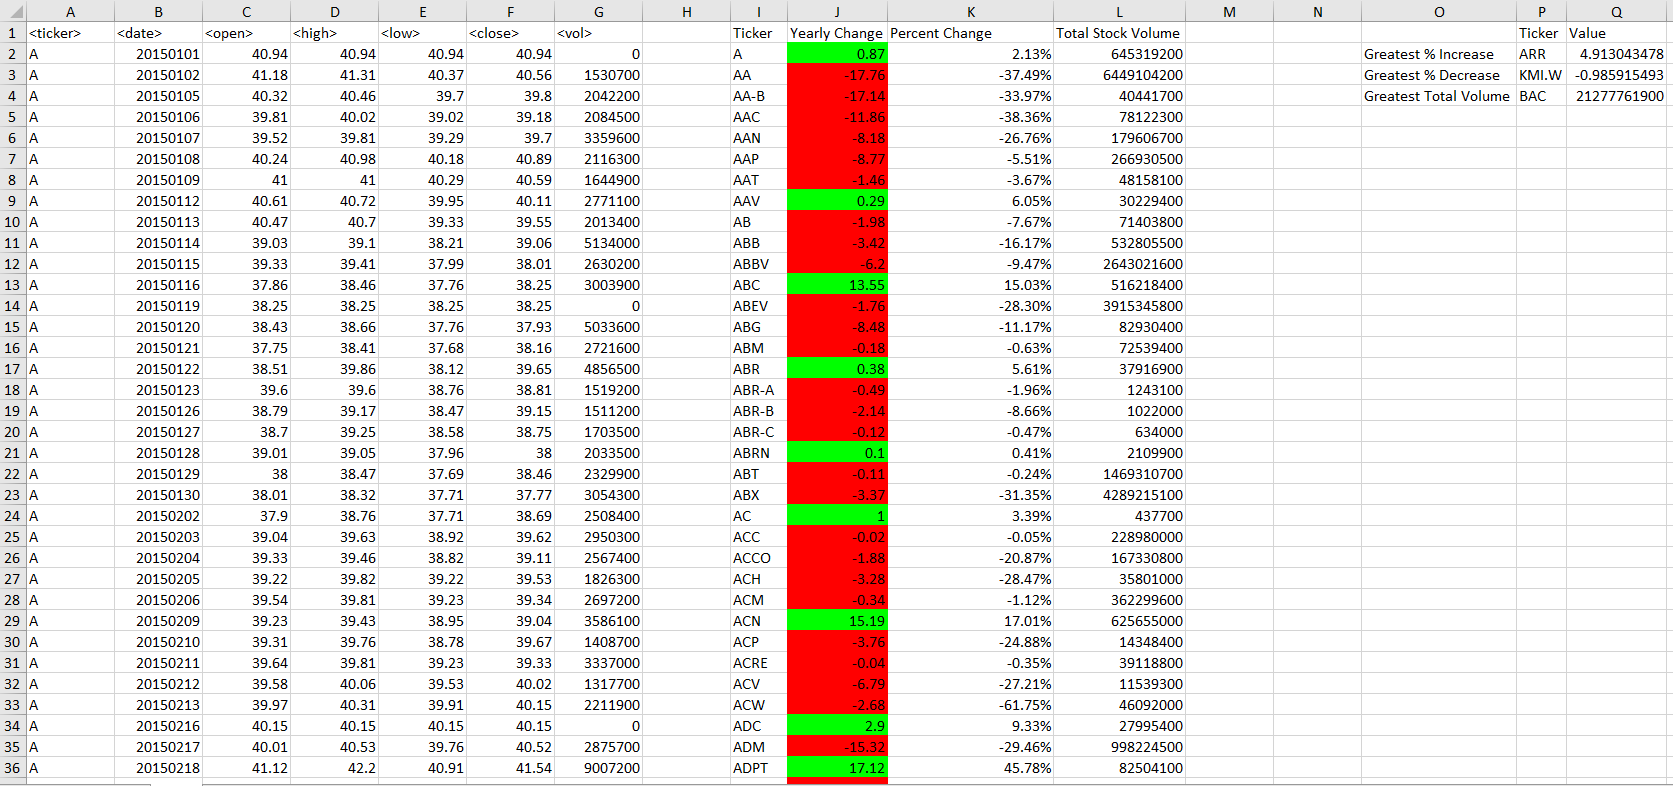 A B C D E F G H I J K L M N O P Q
1 <ticker> <date> <open> <high> <low> <close> <vol> Ticker Yearly Change Percent Change Total Stock Volume Ticker Value
2 A 20150101 40.94 40.94 40.94 40.94 0 A 0.87 2.13% 645319200 Greatest % Increase ARR 4.913043478
3 A 20150102 41.18 41.31 40.37 40.56 1530700 AA -17.76 -37.49% 6449104200 Greatest % Decrease KMI.W -0.985915493
4 A 20150105 40.32 40.46 39.7 39.8 2042200 AA-B -17.14 -33.97% 40441700 Greatest Total Volume BAC 21277761900
5 A 20150106 39.81 40.02 39.02 39.18 2084500 AAC -11.86 -38.36% 78122300
6 A 20150107 39.52 39.81 39.29 39.7 3359600 AAN -8.18 -26.76% 179606700
7 A 20150108 40.24 40.98 40.18 40.89 2116300 AAP -8.77 -5.51% 266930500
8 A 20150109 41 41 40.29 40.59 1644900 AAT -1.46 -3.67% 48158100
9 A 20150112 40.61 40.72 39.95 40.11 2771100 AAV 0.29 6.05% 30229400
10 A 20150113 40.47 40.7 39.33 39.55 2013400 AB -1.98 -7.67% 71403800
11 A 20150114 39.03 39.1 38.21 39.06 5134000 ABB -3.42 -16.17% 532805500
12 A 20150115 39.33 39.41 37.99 38.01 2630200 ABBV -6.2 -9.47% 2643021600
13 A 20150116 37.86 38.46 37.76 38.25 3003900 ABC 13.55 15.03% 516218400
14 A 20150119 38.25 38.25 38.25 38.25 0 ABEV -1.76 -28.30% 3915345800
15 A 20150120 38.43 38.66 37.76 37.93 5033600 ABG -8.48 -11.17% 82930400
16 A 20150121 37.75 38.41 37.68 38.16 2721600 ABM -0.18 -0.63% 72539400
17 A 20150122 38.51 39.86 38.12 39.65 4856500 ABR 0.38 5.61% 37916900
18 A 20150123 39.6 39.6 38.76 38.81 1519200 ABR-A -0.49 -1.96% 1243100
19 A 20150126 38.79 39.17 38.47 39.15 1511200 ABR-B -2.14 -8.66% 1022000
20 A 20150127 38.7 39.25 38.58 38.75 1703500 ABR-C -0.12 -0.47% 634000
21 A 20150128 39.01 39.05 37.96 38 2033500 ABRN 0.1 0.41% 2109900
22 A 20150129 38 38.47 37.69 38.46 2329900 ABT -0.11 -0.24% 1469310700
23 A 20150130 38.01 38.32 37.71 37.77 3054300 ABX -3.37 -31.35% 4289215100
24 A 20150202 37.9 38.76 37.71 38.69 2508400 AC 1 3.39% 437700
25 A 20150203 39.04 39.63 38.92 39.62 2950300 ACC -0.02 -0.05% 228980000
26 A 20150204 39.33 39.46 38.82 39.11 2567400 ACCO -1.88 -20.87% 167330800
27 A 20150205 39.22 39.82 39.22 39.53 1826300 ACH -3.28 -28.47% 35801000
28 A 20150206 39.54 39.81 39.23 39.34 2697200 ACM -0.34 -1.12% 362299600
29 A 20150209 39.23 39.43 38.95 39.04 3586100 ACN 15.19 17.01% 625655000
30 A 20150210 39.31 39.76 38.78 39.67 1408700 ACP -3.76 -24.88% 14348400
31 A 20150211 39.64 39.81 39.23 39.33 3337000 ACRE -0.04 -0.35% 39118800
32 A 20150212 39.58 40.06 39.53 40.02 1317700 ACV -6.79 -27.21% 11539300
33 A 20150213 39.97 40.31 39.91 40.15 2211900 ACW -2.68 -61.75% 46092000
34 A 20150216 40.15 40.15 40.15 40.15 0 ADC 2.9 9.33% 27995400
35 A 20150217 40.01 40.53 39.76 40.52 2875700 ADM -15.32 -29.46% 998224500
36 A 20150218 41.12 42.2 40.91 41.54 9007200 ADPT 17.12 45.78% 82504100